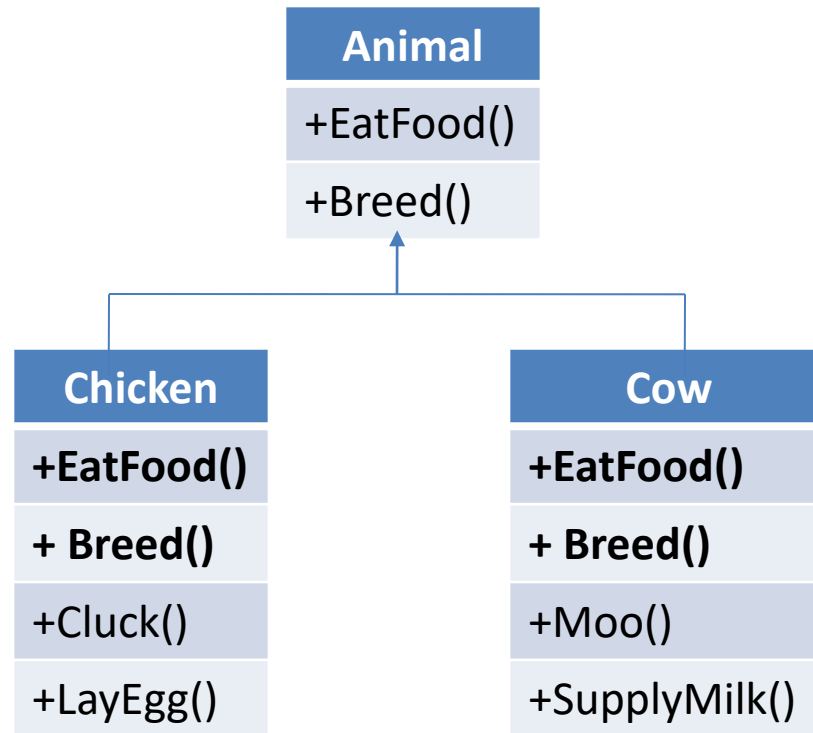 Animal
+EatFood()
+Breed()
Chicken
+EatFood()
+ Breed()
+Cluck()
+LayEgg()
Cow
+EatFood()
+ Breed()
+Moo()
+SupplyMilk()